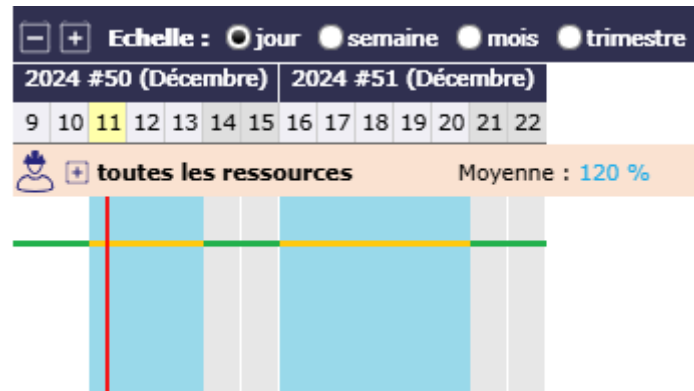 Echelle : jour semaine mois trimestre
2024 #50 (Décembre) 2024 #51 (Décembre)
9 10 11 12 13 14 15 16 17 18 19 20 21 22
toutes les ressources Moyenne : 120 %